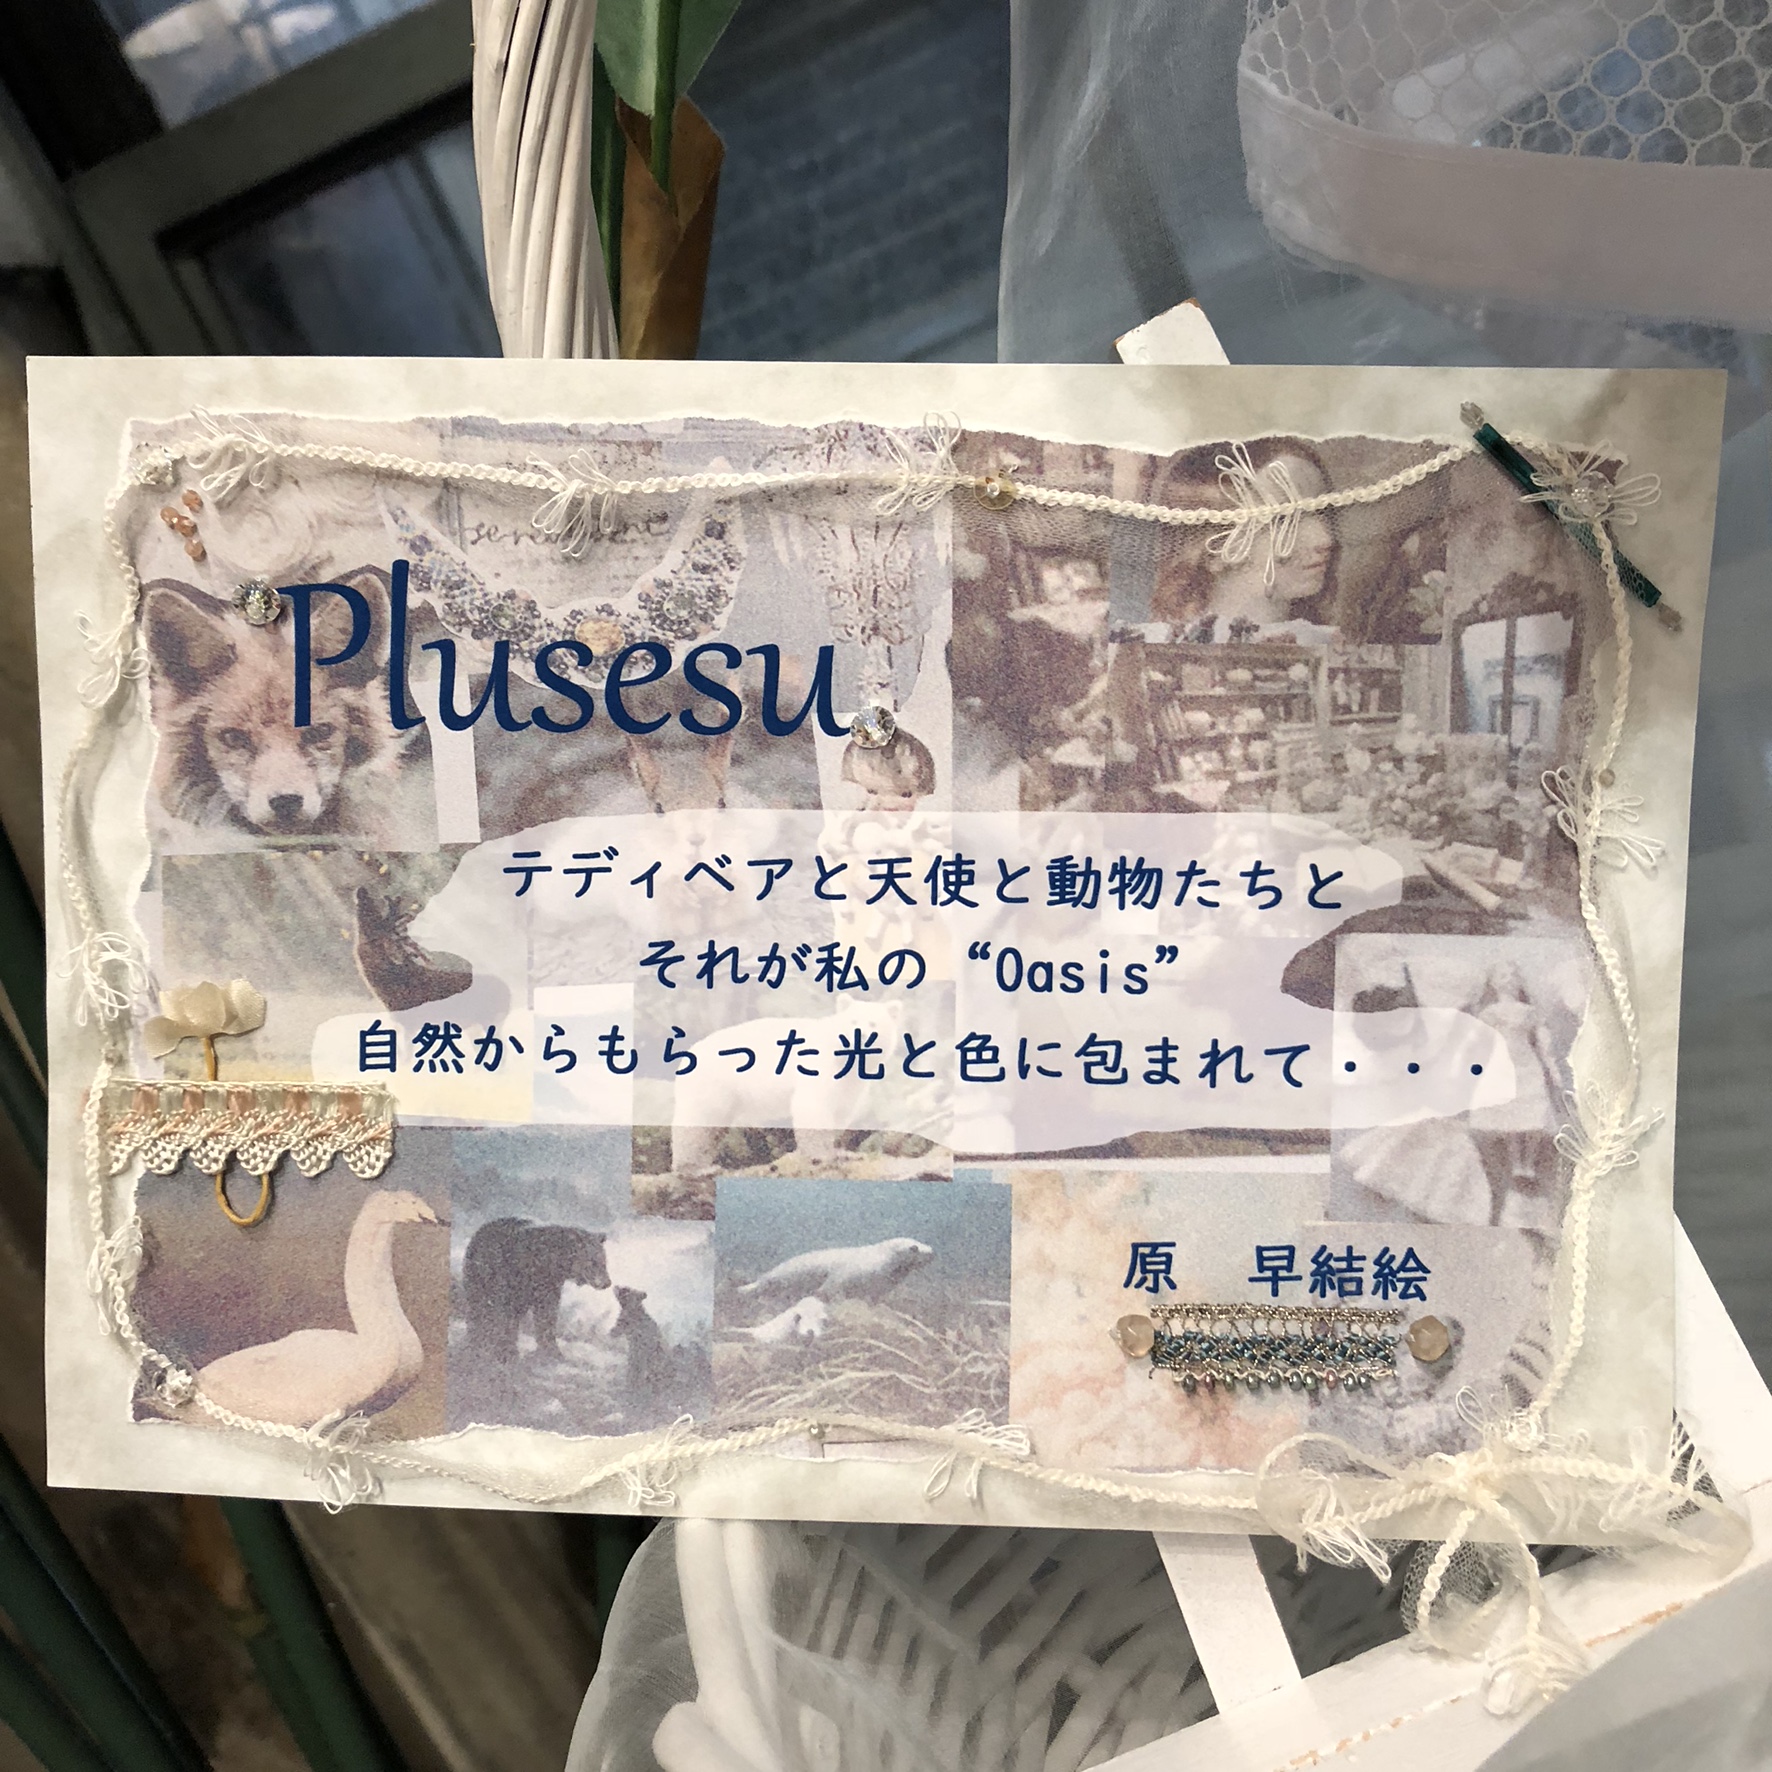 Plusesu
テディベアと天使と動物たちと
それが私の“Oasis”
自然からもらった光と色に包まれて・・・
原　早結絵